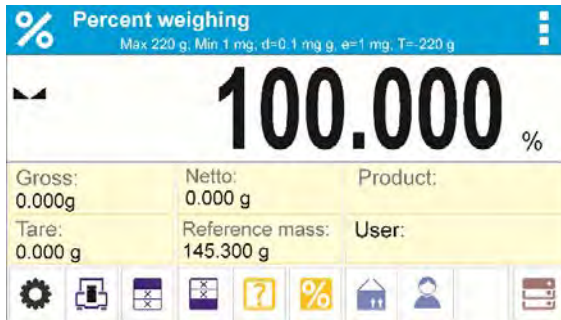 % Percent weighing
Max 220 g; Min 1 mg; d=0.1 mg g, e=1 mg, T=-220 g
100.000 %
Gross: Netto: Product:
0.000g 0.000 g
Tare: Reference mass: User:
0.000 g 145.300 g
? %